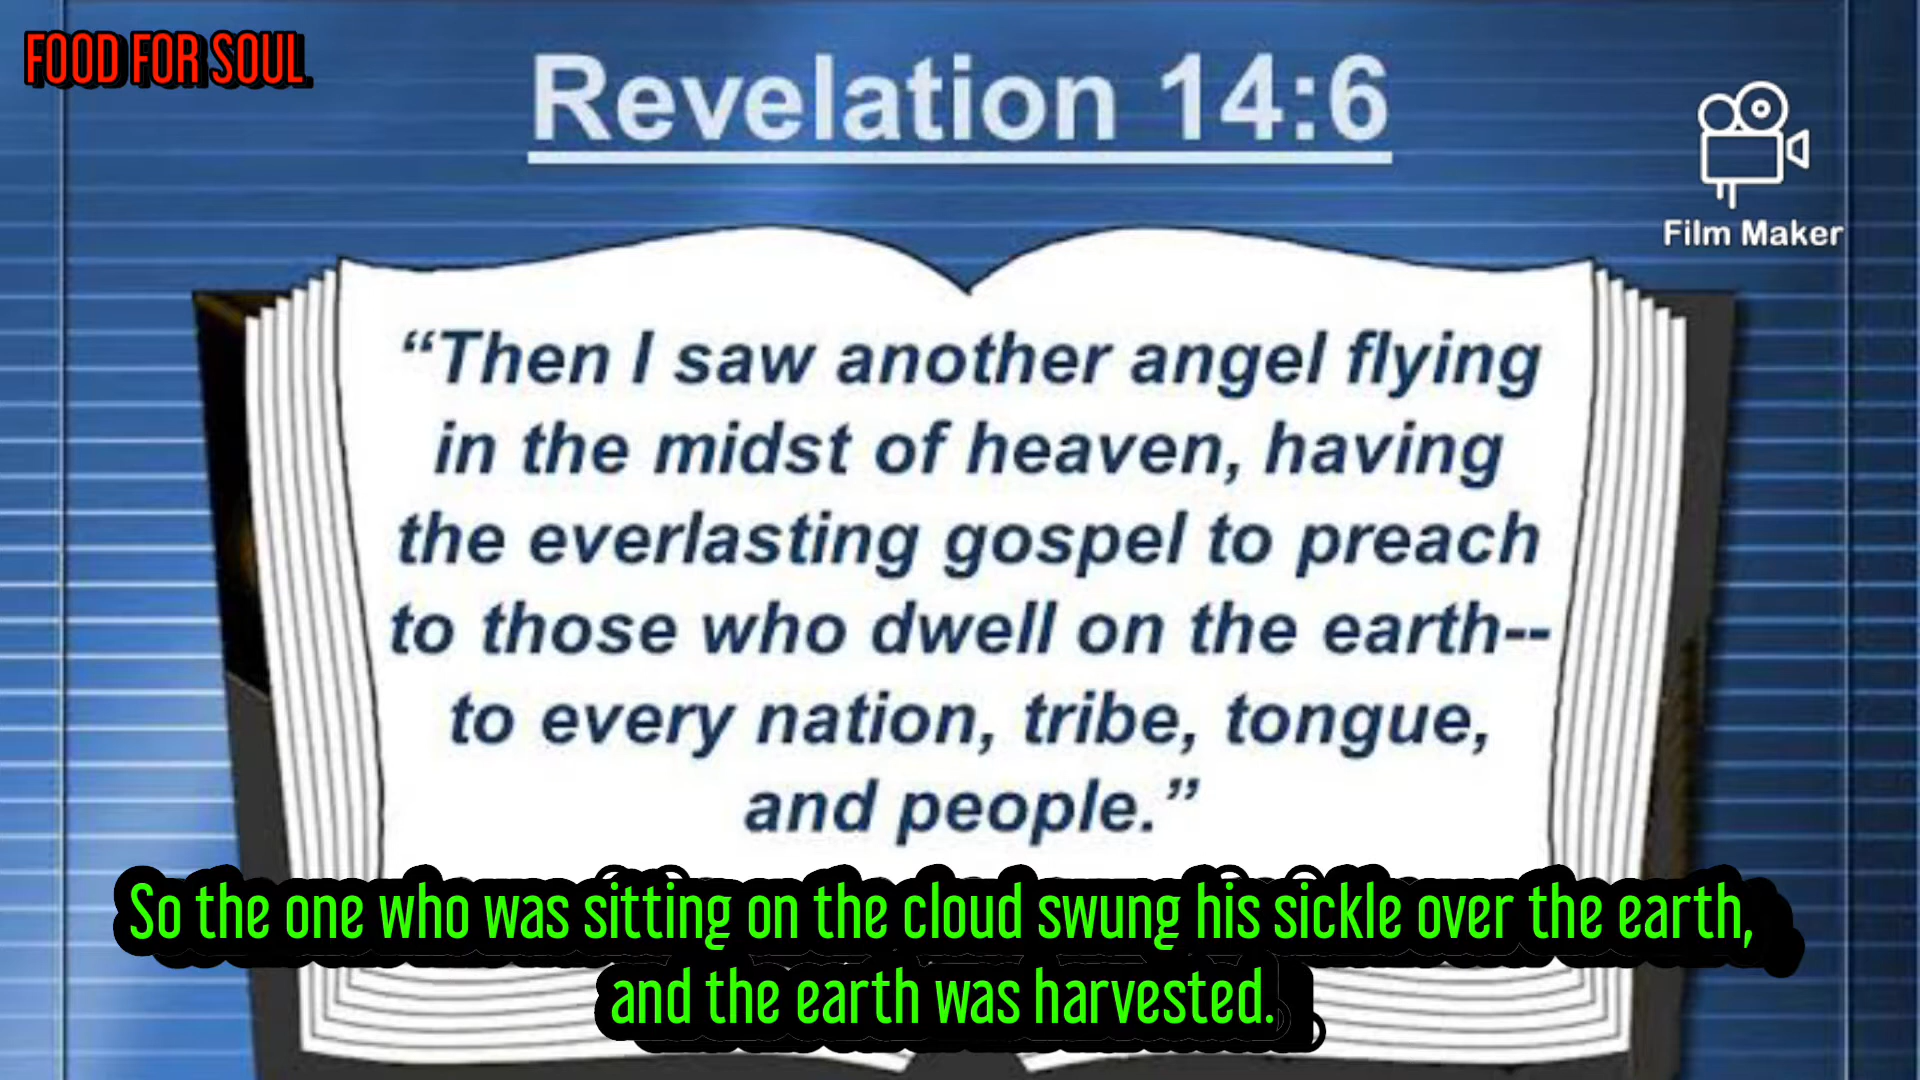 FOOD FOR SOUL.
Revelation 14:6
Film Maker
“Then I saw another angel flying
in the midst of heaven, having
the everlasting gospel to preach
to those who dwell on the earth--
to every nation, tribe, tongue,
and people.”
So the one who was sitting on the cloud swung his sickle over the earth,
and the earth was harvested.